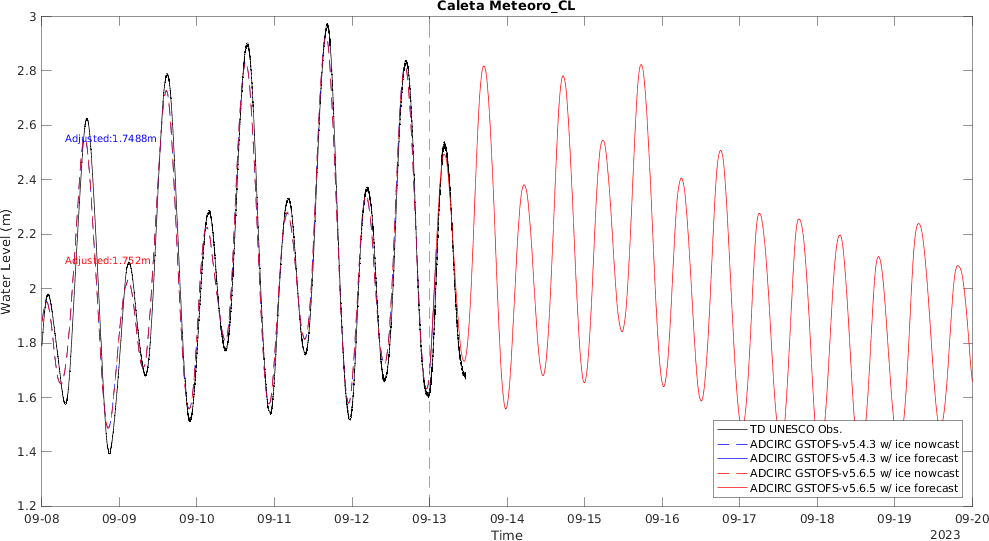 Caleta Meteoro_CL
3
2.8
2.6
2.4
2.2
2
1.8
1.6
1.4
1.2
Water Level (m)
Adjusted:1.7488m
Adjusted:1.752m
TD UNESCO Obs.
ADCIRC GSTOFS-v5.4.3 w/ ice nowcast
ADCIRC GSTOFS-v5.4.3 w/ ice forecast
ADCIRC GSTOFS-v5.6.5 w/ ice nowcast
ADCIRC GSTOFS-v5.6.5 w/ ice forecast
09-08 09-09 09-10 09-11 09-12 09-13 09-14 09-15 09-16 09-17 09-18 09-19 09-20
Time
2023